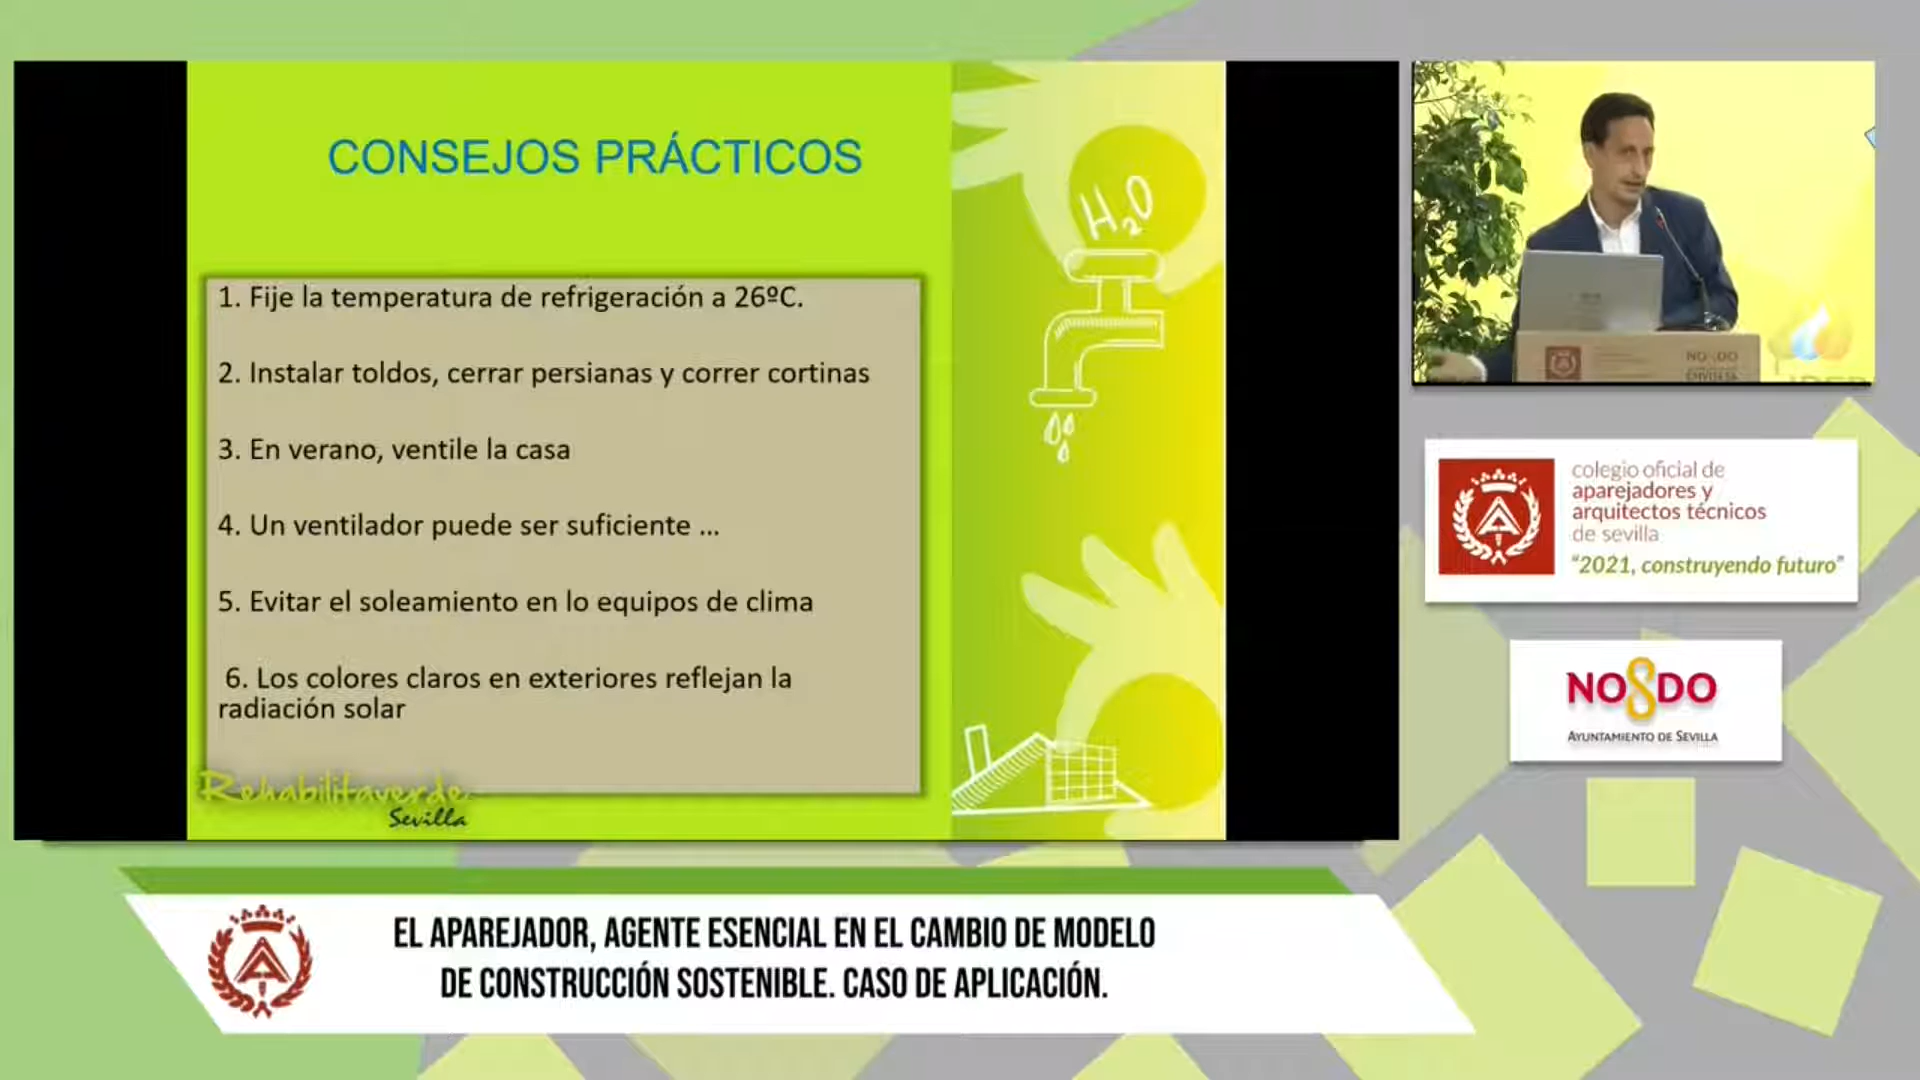 CONSEJOS PRÁCTICOS
H2O
1. Fije la temperatura de refrigeración a 26ºC.
2. Instalar toldos, cerrar persianas y correr cortinas
3. En verano, ventile la casa
4. Un ventilador puede ser suficiente ...
5. Evitar el soleamiento en lo equipos de clima
6. Los colores claros en exteriores reflejan la
radiación solar
Rehabilitaverde
Sevilla
NO DO
colegio oficial de
aparejadores y
arquitectos técnicos
de sevilla
"2021, construyendo futuro"
NO8DO
AYUNTAMIENTO DE SEVILLA
EL APAREJADOR, AGENTE ESENCIAL EN EL CAMBIO DE MODELO
DE CONSTRUCCIÓN SOSTENIBLE. CASO DE APLICACIÓN.